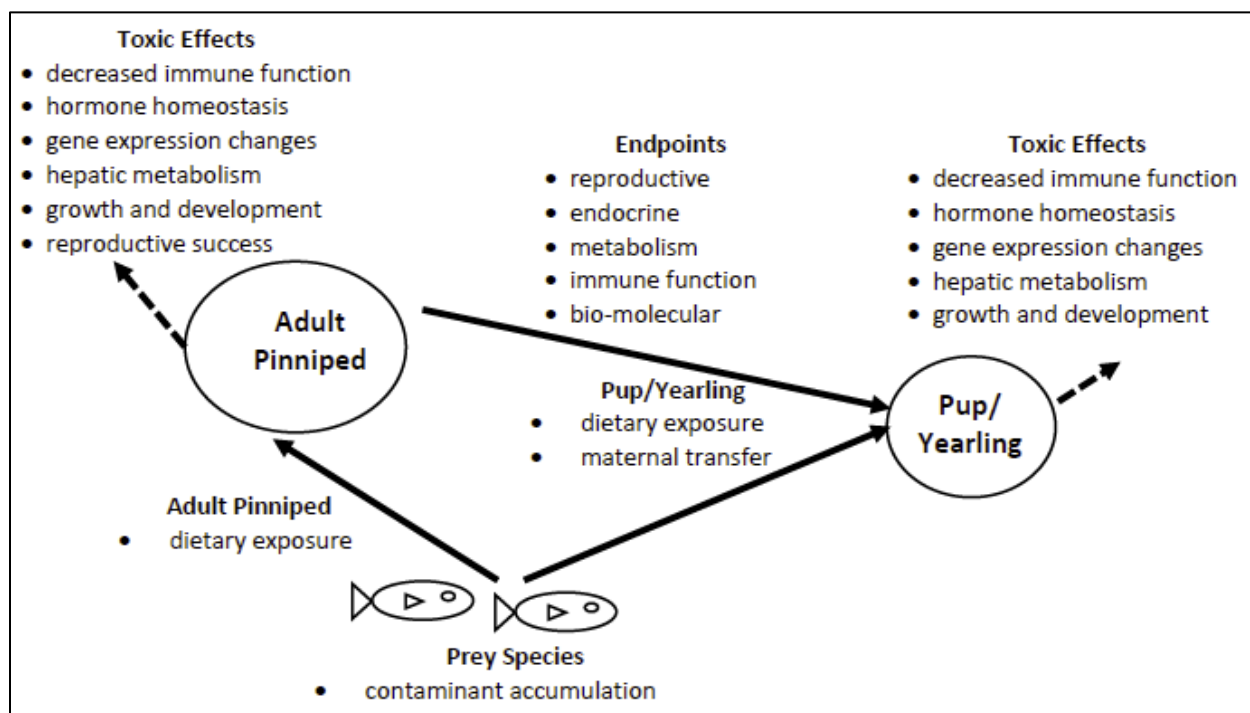 Toxic Effects
• decreased immune function
• hormone homeostasis
• gene expression changes
• hepatic metabolism
• growth and development
• reproductive success
Endpoints
• reproductive
• endocrine
• metabolism
• immune function
• bio-molecular
Toxic Effects
• decreased immune function
• hormone homeostasis
• gene expression changes
• hepatic metabolism
• growth and development
Adult
Pinniped
Pup/Yearling
• dietary exposure
• maternal transfer
Pup/
Yearling
Adult Pinniped
• dietary exposure
Prey Species
• contaminant accumulation